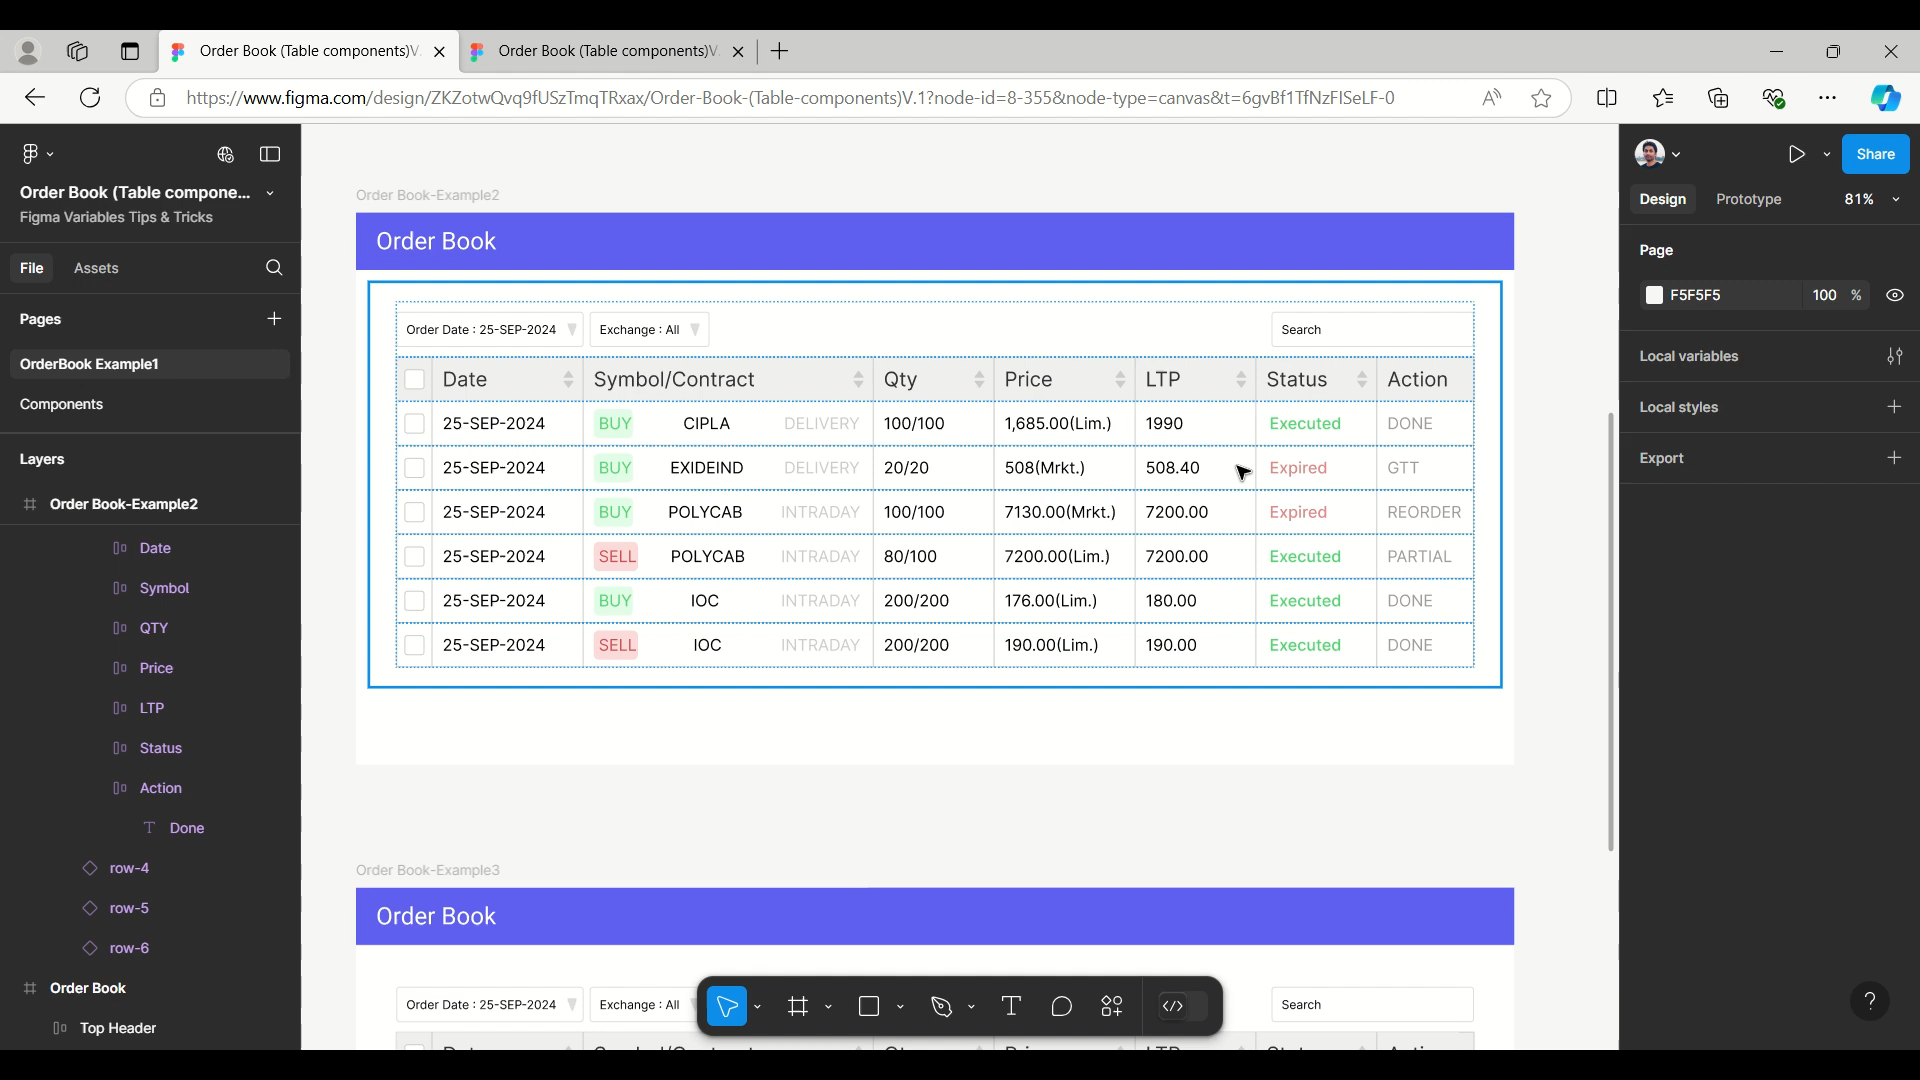 Order Book (Table components)V.
Order Book (Table components)V.
https://www.figma.com/design/ZKZotwQvq9fUSzTmqTRxax/Order-Book-(Table-components)V.1?node-id=8-355&node-type=canvas&t=6gvBf1TfNzFISeLF-0
Order Book (Table compone...
Figma Variables Tips & Tricks
File Assets
Pages
OrderBook Example1
Components
Layers
Order Book-Example2
Date
Symbol
QTY
Price
LTP
Status
Action
Done
row-4
row-5
row-6
Order Book
Top Header
Order Book-Example2
Order Book
Order Date : 25-SEP-2024 Exchange : All Search
Date Symbol/Contract Qty Price LTP Status Action
25-SEP-2024 BUY CIPLA DELIVERY 100/100 1,685.00(Lim.) 1990 Executed DONE
25-SEP-2024 BUY EXIDEIND DELIVERY 20/20 508(Mrkt.) 508.40 Expired GTT
25-SEP-2024 BUY POLYCAB INTRADAY 100/100 7130.00(Mrkt.) 7200.00 Expired REORDER
25-SEP-2024 SELL POLYCAB INTRADAY 80/100 7200.00(Lim.) 7200.00 Executed PARTIAL
25-SEP-2024 BUY IOC INTRADAY 200/200 176.00(Lim.) 180.00 Executed DONE
25-SEP-2024 SELL IOC INTRADAY 200/200 190.00(Lim.) 190.00 Executed DONE
Order Book-Example3
Order Book
Order Date : 25-SEP-2024 Exchange : All Search
Share
Design Prototype 81%
Page
F5F5F5 100 %
Local variables
Local styles
Export
?